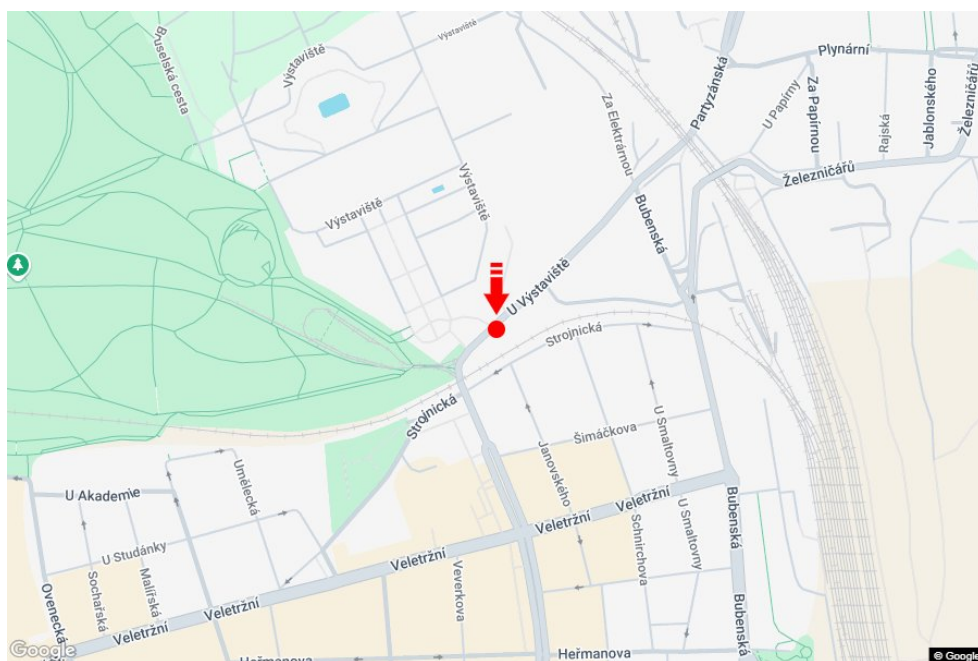 Bruselská cesta
Výstaviště
Výstaviště
Partyzánská
Plynární
Za Papírnou
Jablonského
Železničářů
U Papírny
Rajská
Za Elektrárnou
Výstaviště
Železničářů
Výstaviště
Bubenská
U Výstaviště
Strojnická
Strojnická
Šimáčkova
U Smaltovny
Janovského
Umělecká
U Akademie
Veletržní
Veletržní
Schnirchova
U Smaltovny
Bubenská
U Studánky
Veletržní
Sochařská
Malířská
Veverkova
Ovenecká
Veletržní
Veletržní
Bubenská
Heřmanova
Heřmanova
Google
© Google